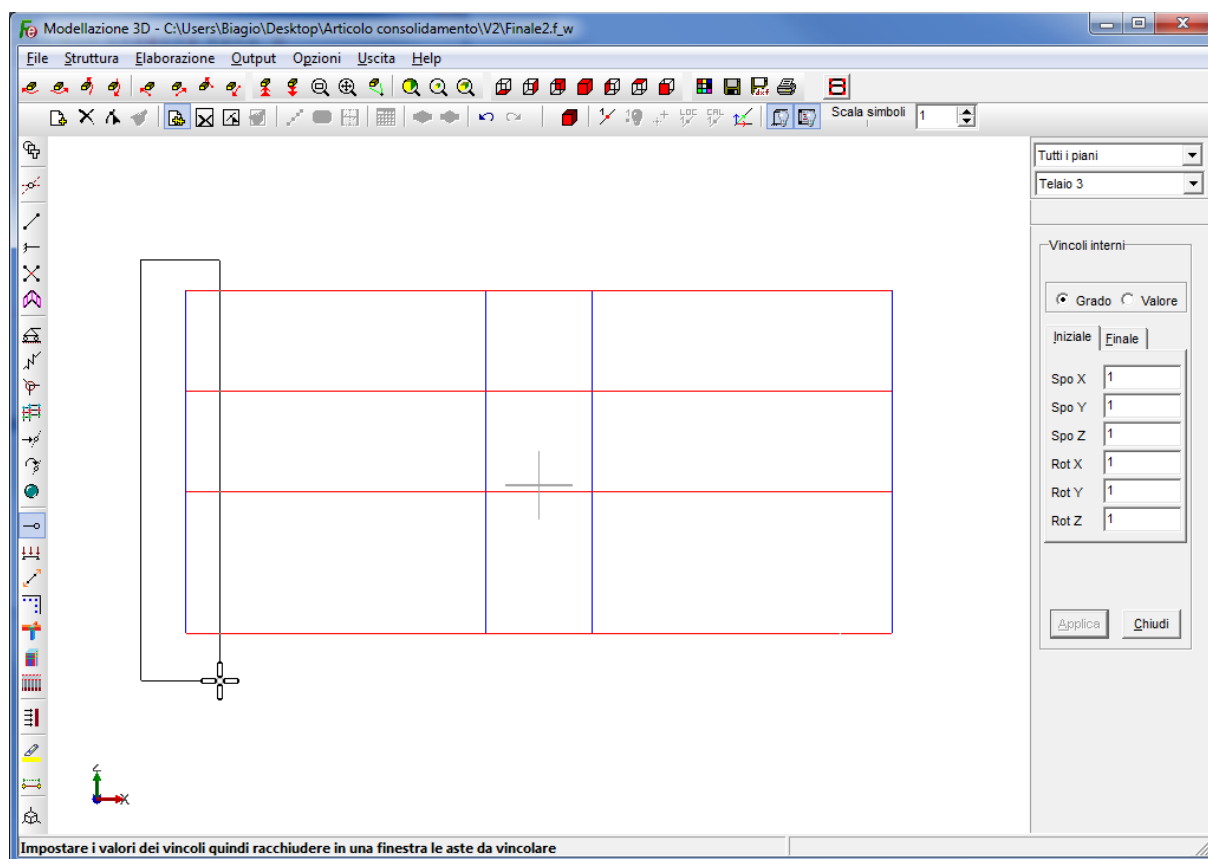 Modellazione 3D - C:\Users\Biagio\Desktop\Articolo consolidamento\V2\Finale2.f_w
File Struttura Elaborazione Output Opzioni Uscita Help
Scala simboli 1
Tutti i piani
Telaio 3
Vincoli interni
Grado Valore
Iniziale Finale
Spo X 1
Spo Y 1
Spo Z 1
Rot X 1
Rot Y 1
Rot Z 1
Applica Chiudi
Z
X
Impostare i valori dei vincoli quindi racchiudere in una finestra le aste da vincolare